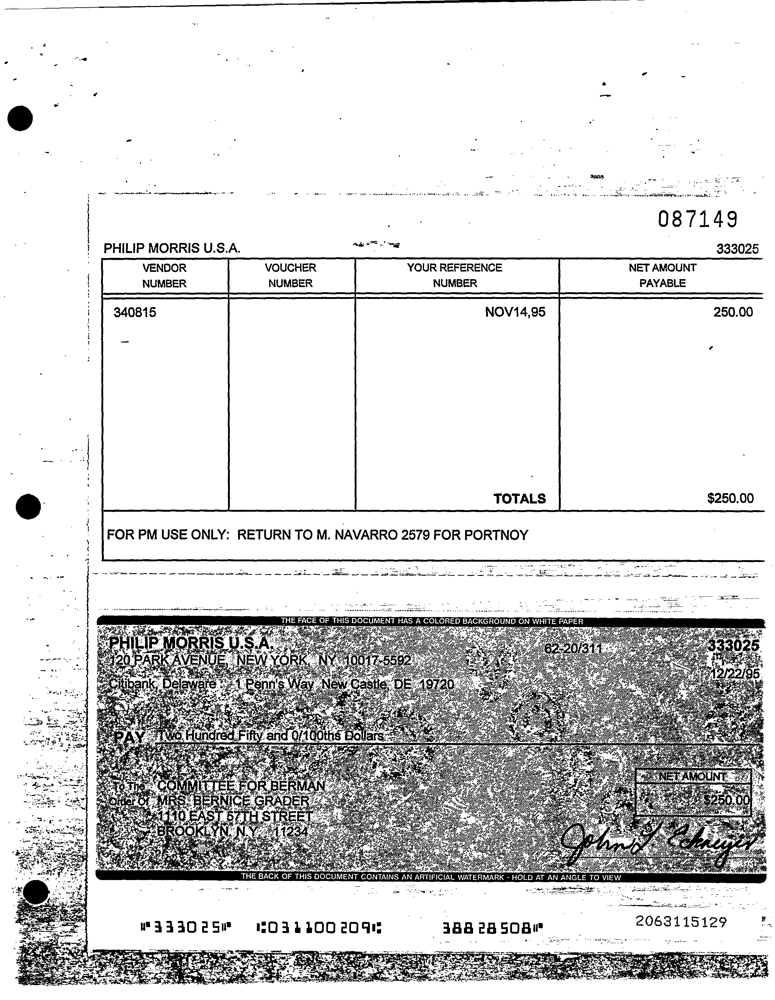 087149
PHILIP MORRIS U.S.A. 333025
VENDOR NUMBER VOUCHER NUMBER YOUR REFERENCE NUMBER NET AMOUNT PAYABLE
340815 NOV14,95 250.00
TOTALS $250.00
FOR PM USE ONLY: RETURN TO M. NAVARRO 2579 FOR PORTNOY
THE FACE OF THIS DOCUMENT HAS A COLORED BACKGROUND ON WHITE PAPER
PHILIP MORRIS U.S.A. 62-20/311 333025
120 PARK AVENUE, NEW YORK, NY 10017-5592
12/22/95
Citibank, Delaware 1 Penn's Way New Castle, DE 19720
PAY Two Hundred Fifty and 0/100ths Dollars
NET AMOUNT
To The Order Of COMMITTEE FOR BERMAN
$250.00
MRS. BERNICE GRADER
1110 EAST 57TH STREET
BROOKLYN, N.Y. 11234
THE BACK OF THIS DOCUMENT CONTAINS AN ARTIFICIAL WATERMARK - HOLD AT AN ANGLE TO VIEW
⑈333025⑈ ⑆031100209⑆ 38828508⑈ 2063115129